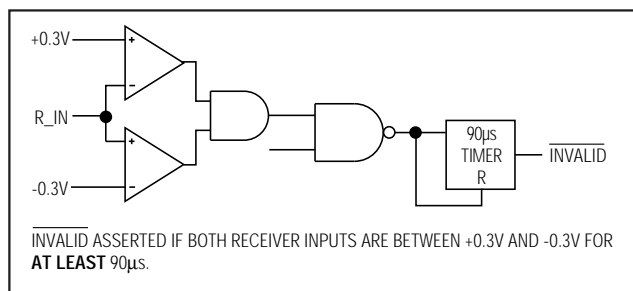 +0.3V
R_IN
-0.3V
+
-
+
-
90µs
TIMER
R
INVALID
INVALID ASSERTED IF BOTH RECEIVER INPUTS ARE BETWEEN +0.3V AND -0.3V FOR
AT LEAST 90µs.